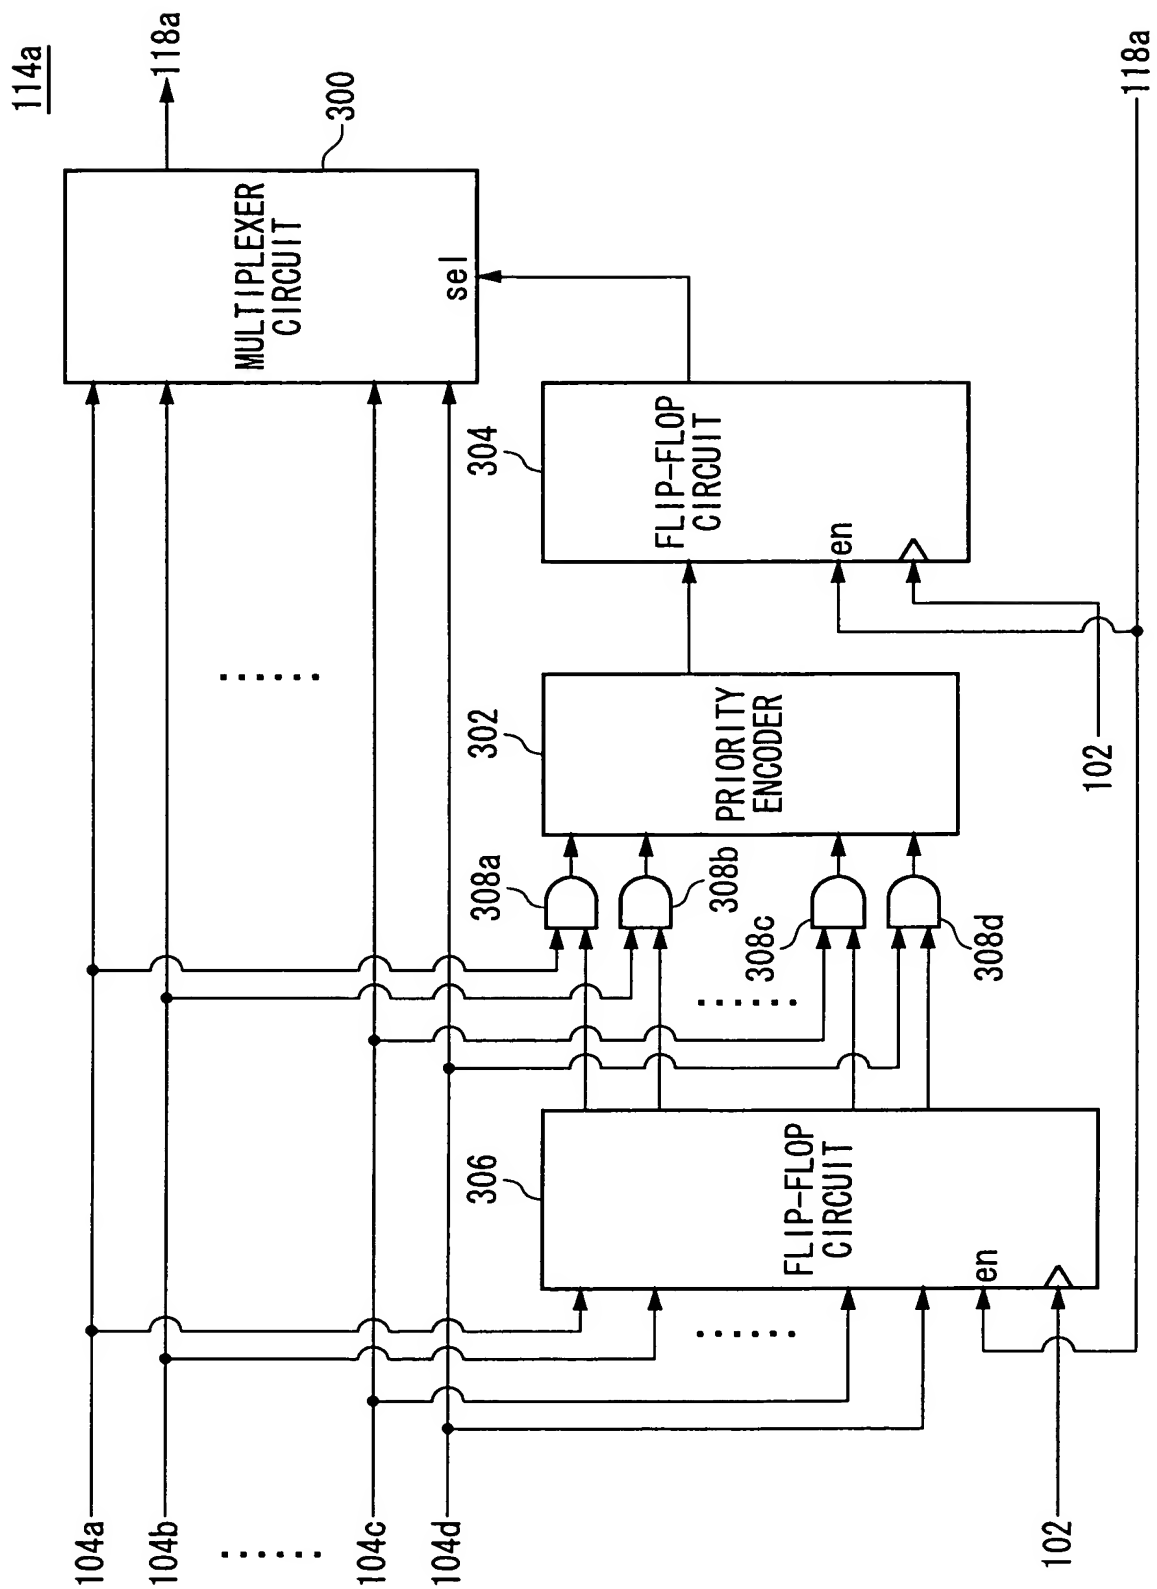 114a
118a
300
MULTIPLEXER
CIRCUIT
sel
304
FLIP-FLOP
CIRCUIT
en
302
PRIORITY
ENCODER
102
118a
308a
308b
308c
308d
306
FLIP-FLOP
CIRCUIT
en
104a
104b
104c
104d
102